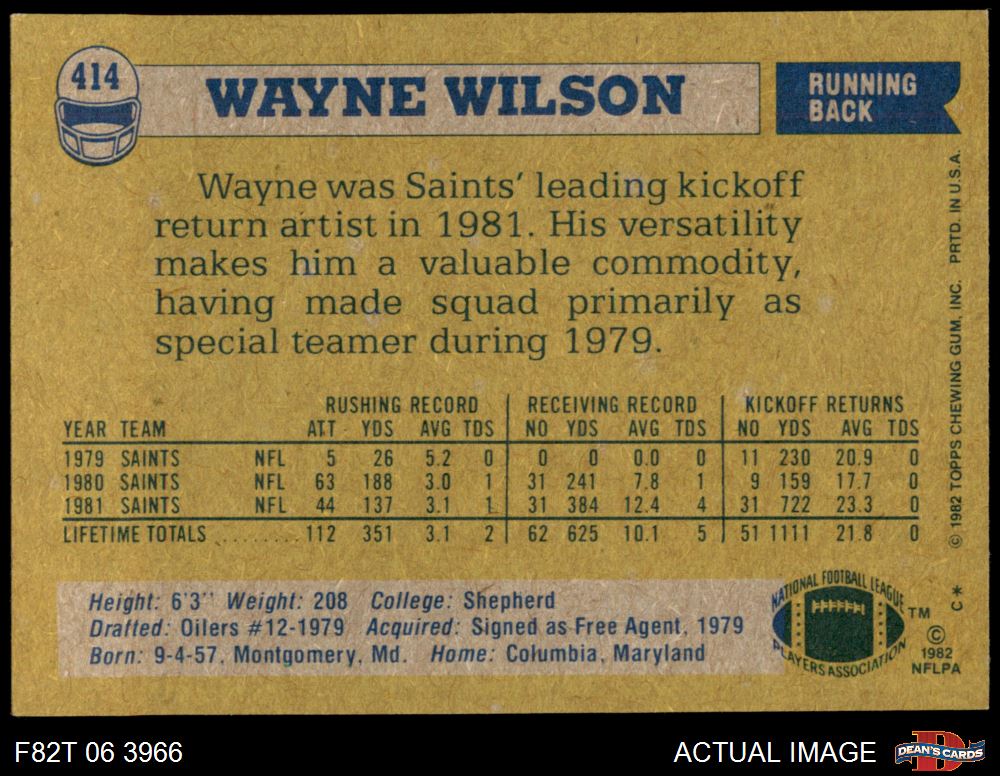 414
WAYNE WILSON
RUNNING
BACK
Wayne was Saints' leading kickoff
return artist in 1981. His versatility
makes him a valuable commodity,
having made squad primarily as
special teamer during 1979.
RUSHING RECORD RECEIVING RECORD KICKOFF RETURNS
YEAR TEAM ATT YDS AVG TDS NO YDS AVG TDS NO YDS AVG TDS
1979 SAINTS NFL 5 26 5.2 0 0 0 0.0 0 11 230 20.9 0
1980 SAINTS NFL 63 188 3.0 1 31 241 7.8 1 9 159 17.7 0
1981 SAINTS NFL 44 137 3.1 1 31 384 12.4 4 31 722 23.3 0
LIFETIME TOTALS ........ 112 351 3.1 2 62 625 10.1 5 51 1111 21.8 0
Height: 6'3" Weight: 208 College: Shepherd
Drafted: Oilers #12-1979 Acquired: Signed as Free Agent, 1979
Born: 9-4-57, Montgomery, Md. Home: Columbia, Maryland
NATIONAL FOOTBALL LEAGUE
PLAYERS ASSOCIATION
TM
©
1982
NFLPA
C*
© 1982 TOPPS CHEWING GUM, INC. PRTD. IN U.S.A.
F82T 06 3966
ACTUAL IMAGE
DEAN'S CARDS